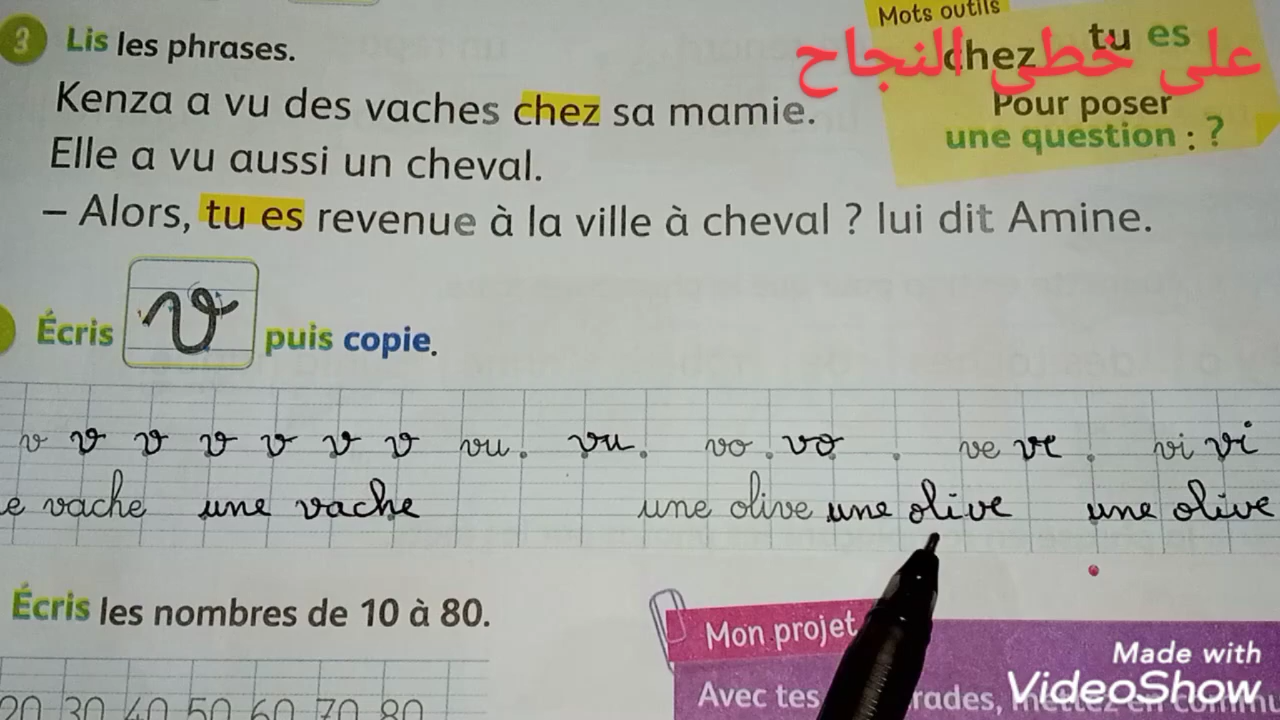 3 Lis les phrases.
Kenza a vu des vaches chez sa mamie.
Elle a vu aussi un cheval.
– Alors, tu es revenue à la ville à cheval ? lui dit Amine.
Mots outils
chez tu es
Pour poser
une question : ?
على خطى النجاح
Écris v puis copie.
v v v v v v v vu . vu . vo . vo . ve ve . vi vi
e vache une vache une olive une olive une olive
Écris les nombres de 10 à 80.
20 30 40 50 60 70 80
Mon projet
Avec tes rades, mettez en commu
Made with
VideoShow